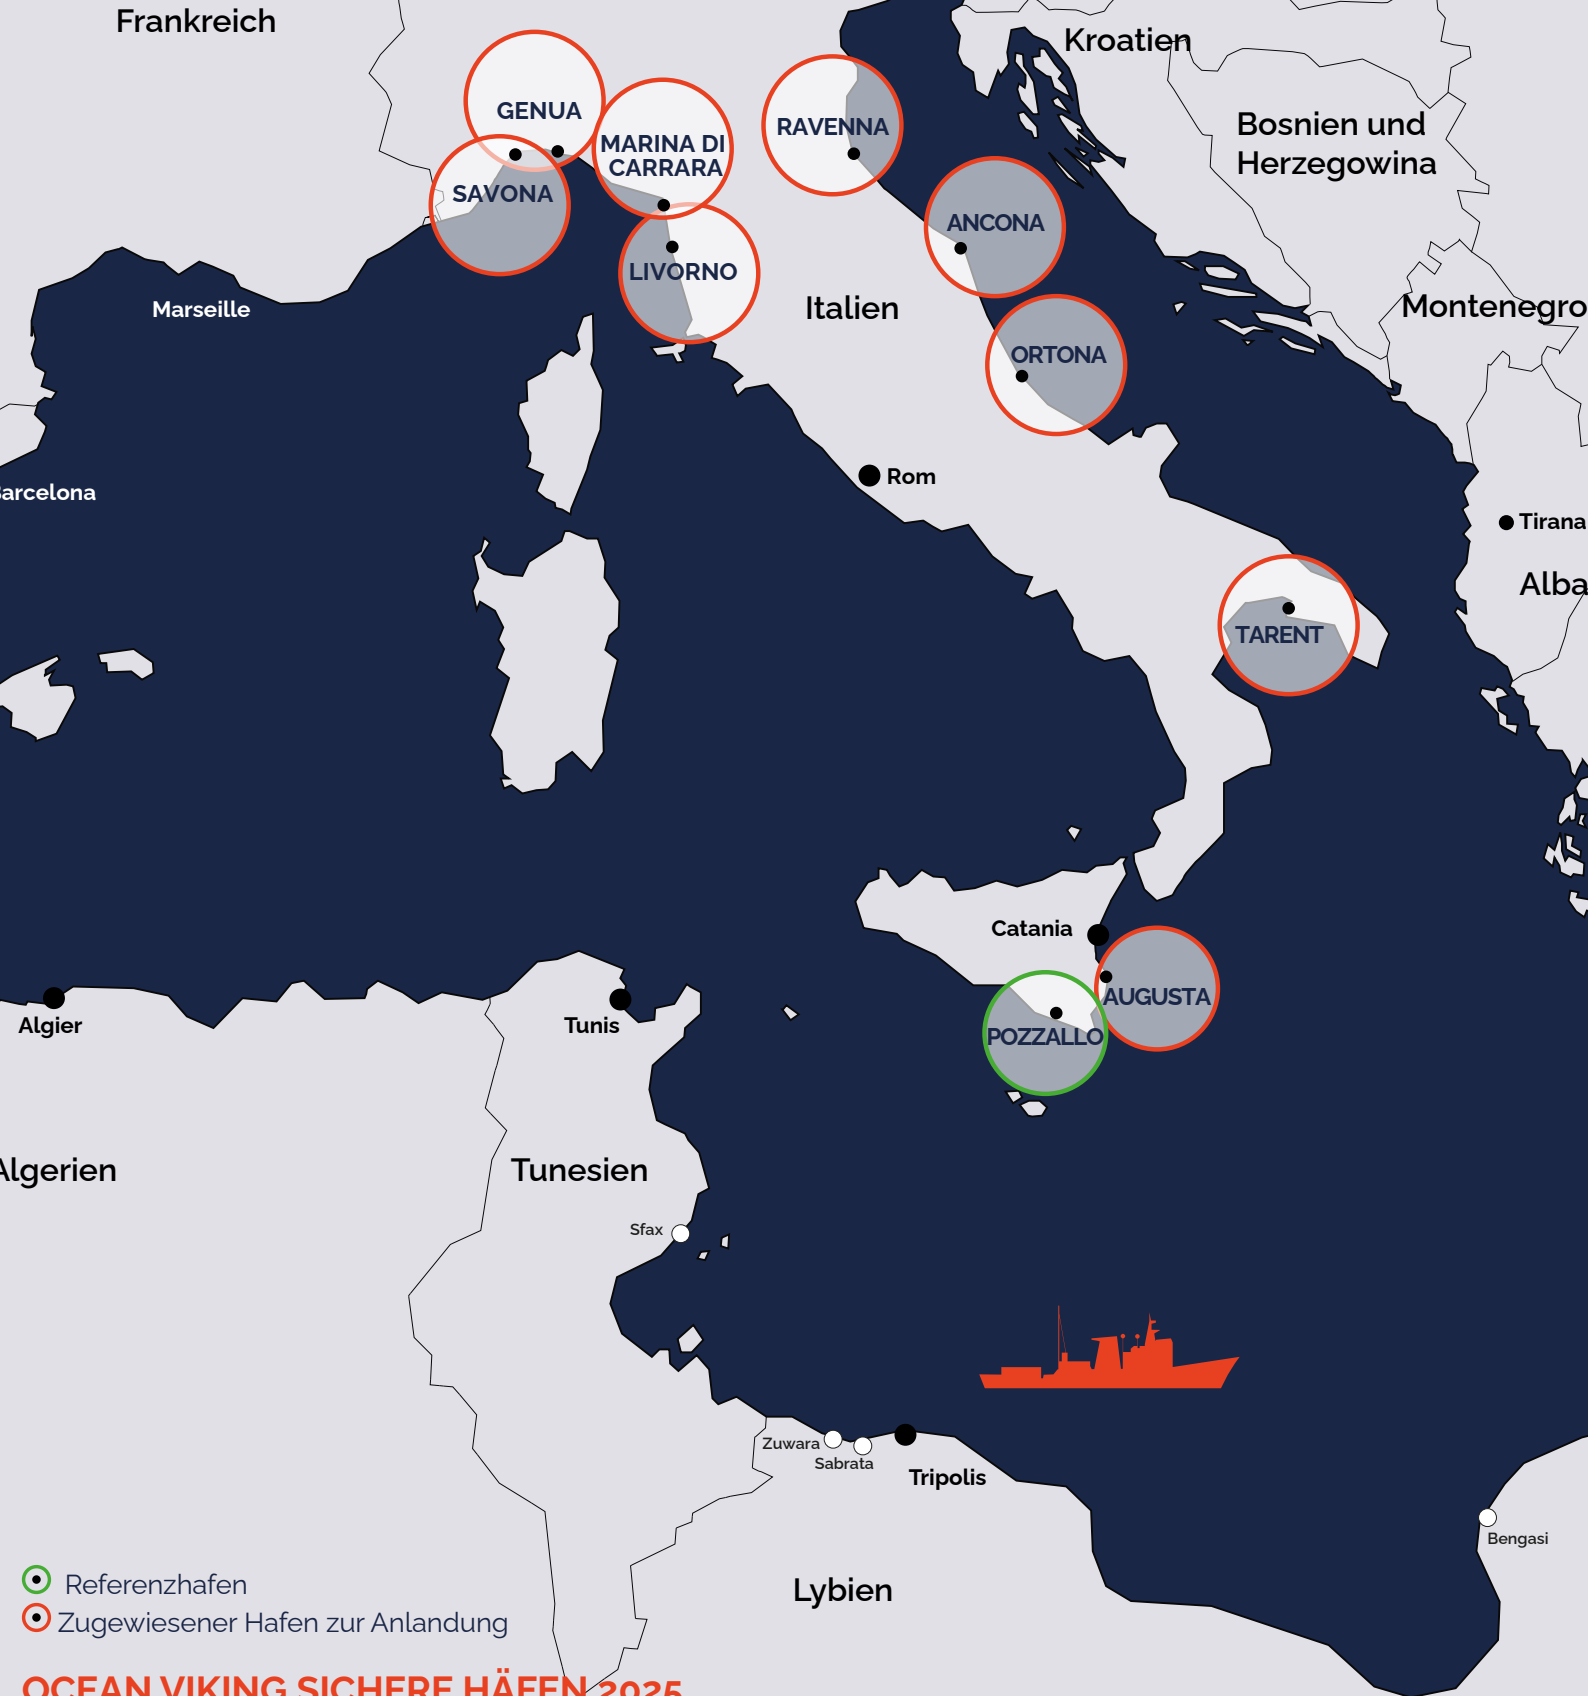 Frankreich
Kroatien
GENUA
MARINA DI
CARRARA
RAVENNA
Bosnien und
Herzegowina
SAVONA
ANCONA
LIVORNO
Marseille
Italien
Montenegro
ORTONA
Rom
Barcelona
Tirana
Alba
TARENT
Catania
AUGUSTA
Algier
Tunis
POZZALLO
Algerien
Tunesien
Sfax
Zuwara
Sabrata
Tripolis
Bengasi
Referenzhafen
Lybien
Zugewiesener Hafen zur Anlandung
OCEAN VIKING SICHERE HÄFEN 2025